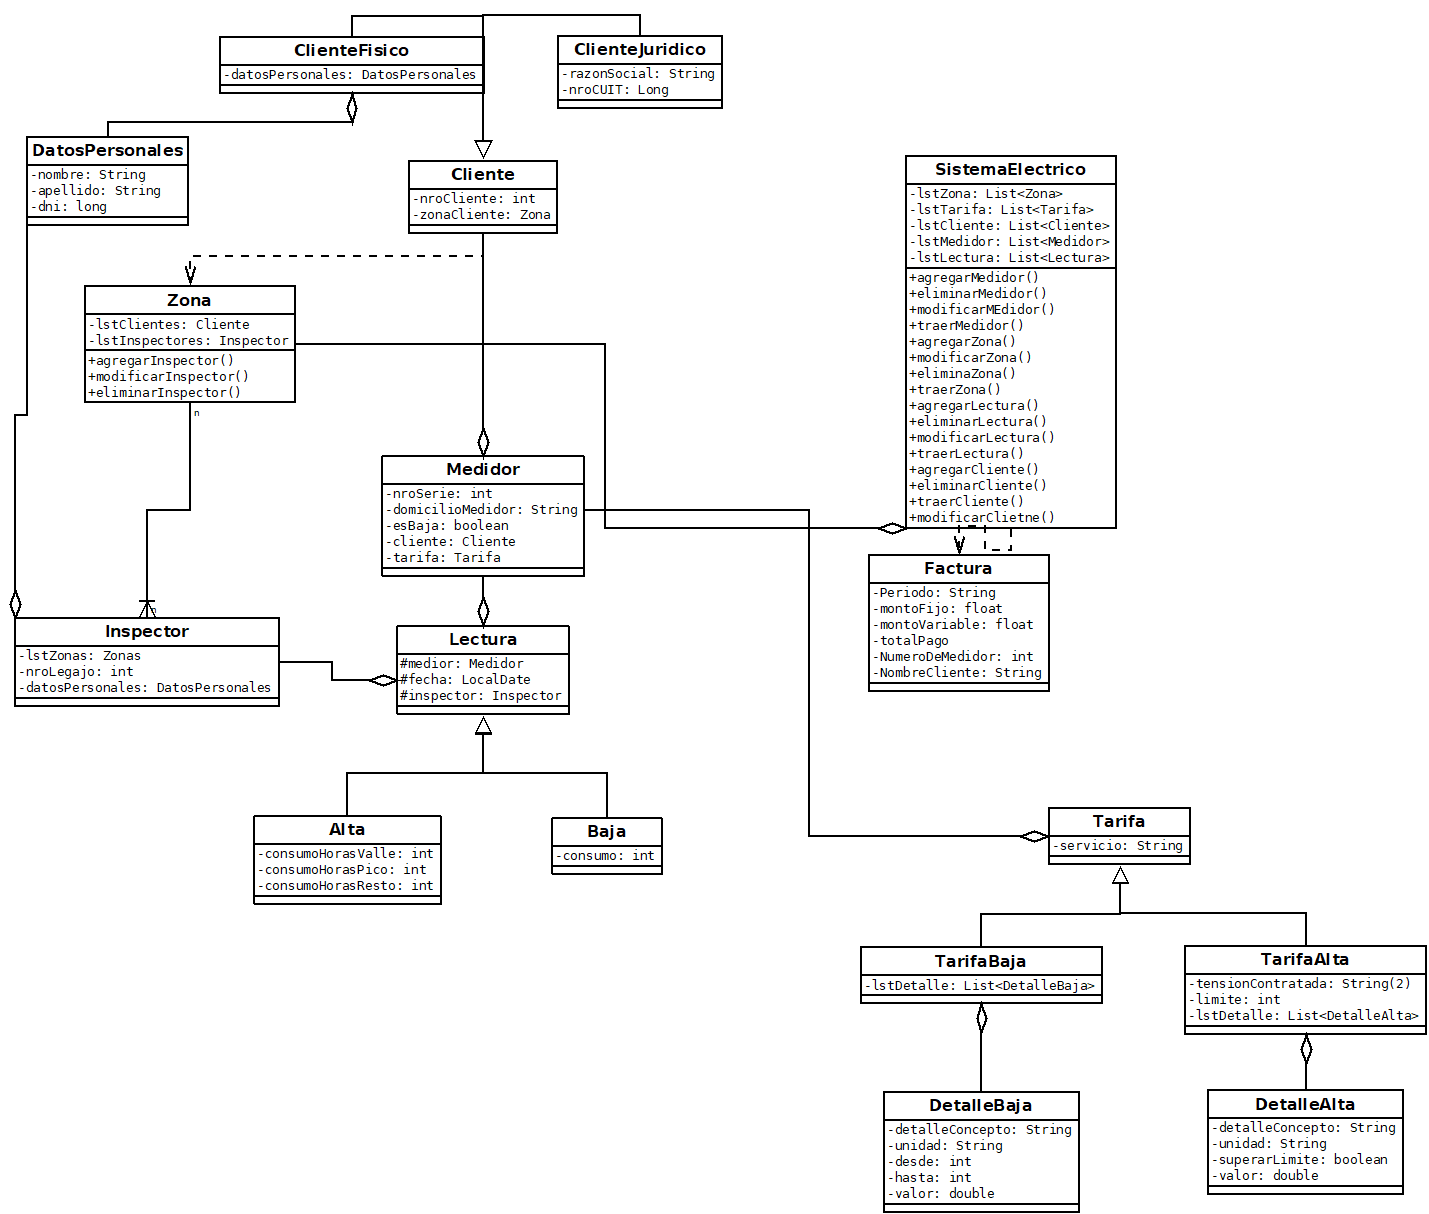 ClienteFisico
-datosPersonales: DatosPersonales
ClienteJuridico
-razonSocial: String
-nroCUIT: Long
DatosPersonales
-nombre: String
-apellido: String
-dni: long
Cliente
-nroCliente: int
-zonaCliente: Zona
SistemaElectrico
-lstZona: List<Zona>
-lstTarifa: List<Tarifa>
-lstCliente: List<Cliente>
-lstMedidor: List<Medidor>
-lstLectura: List<Lectura>
+agregarMedidor()
+eliminarMedidor()
+modificarMEdidor()
+traerMedidor()
+agregarZona()
+modificarZona()
+eliminaZona()
+traerZona()
+agregarLectura()
+eliminarLectura()
+modificarLectura()
+traerLectura()
+agregarCliente()
+eliminarCliente()
+traerCliente()
+modificarClietne()
Zona
-lstClientes: Cliente
-lstInspectores: Inspector
+agregarInspector()
+modificarInspector()
+eliminarInspector()
n
Medidor
-nroSerie: int
-domicilioMedidor: String
-esBaja: boolean
-cliente: Cliente
-tarifa: Tarifa
Factura
-Periodo: String
-montoFijo: float
-montoVariable: float
-totalPago
-NumeroDeMedidor: int
-NombreCliente: String
n
Inspector
-lstZonas: Zonas
-nroLegajo: int
-datosPersonales: DatosPersonales
Lectura
#medior: Medidor
#fecha: LocalDate
#inspector: Inspector
Alta
-consumoHorasValle: int
-consumoHorasPico: int
-consumoHorasResto: int
Baja
-consumo: int
Tarifa
-servicio: String
TarifaBaja
-lstDetalle: List<DetalleBaja>
TarifaAlta
-tensionContratada: String(2)
-limite: int
-lstDetalle: List<DetalleAlta>
DetalleBaja
-detalleConcepto: String
-unidad: String
-desde: int
-hasta: int
-valor: double
DetalleAlta
-detalleConcepto: String
-unidad: String
-superarLimite: boolean
-valor: double